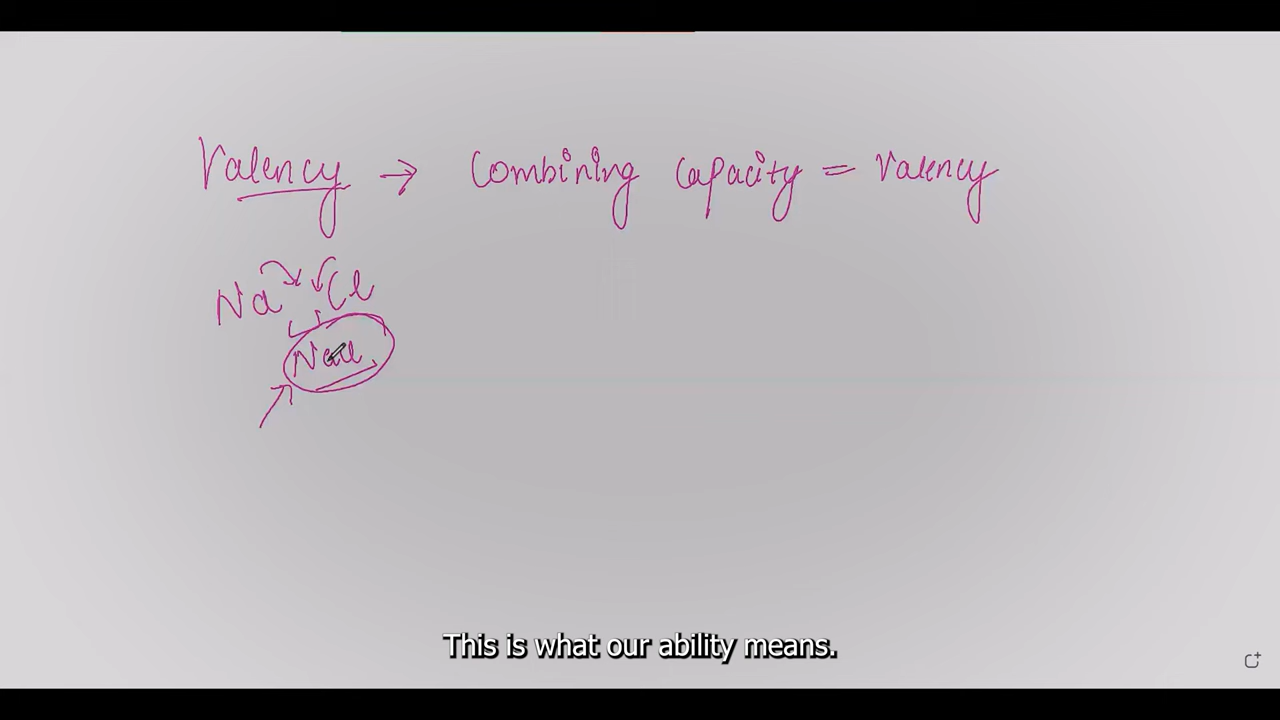 Valency → Combining capacity = Valency
Na Cl
NaCl
This is what our ability means.